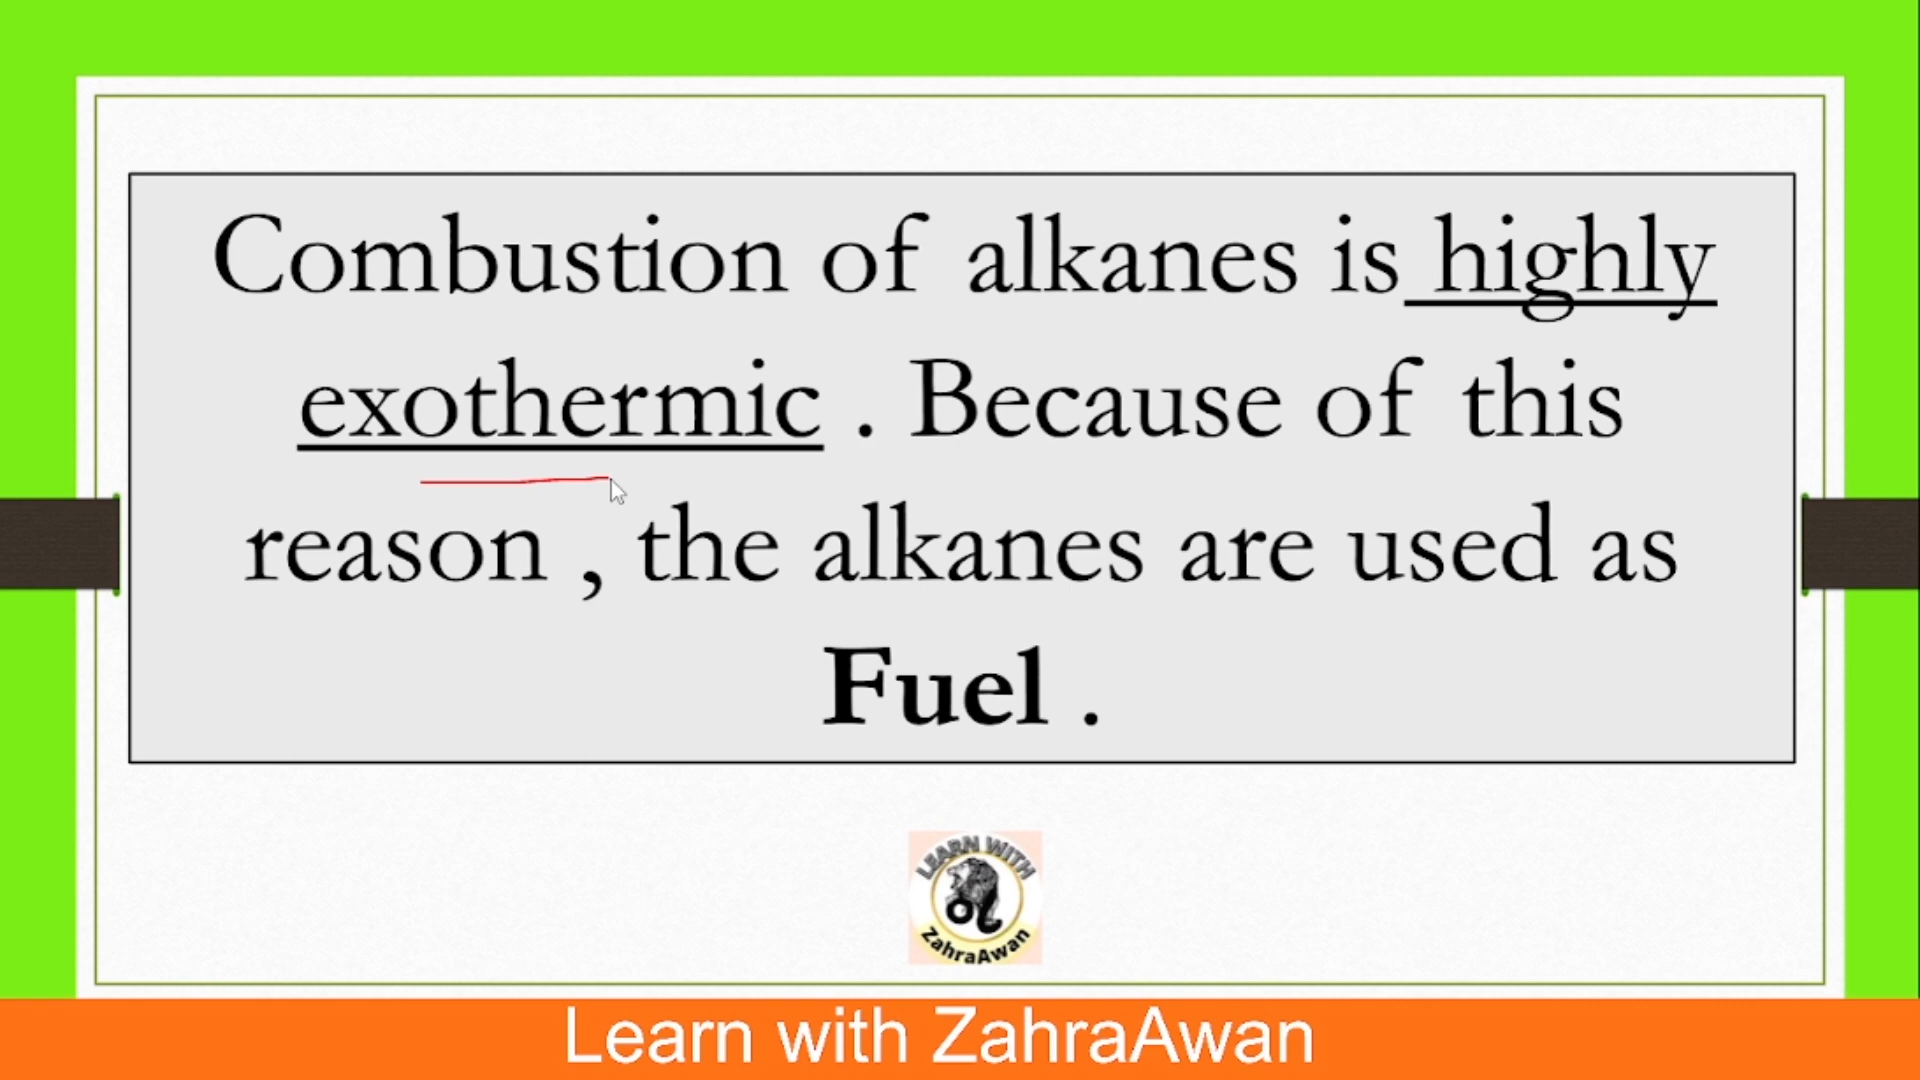 Combustion of alkanes is highly
exothermic . Because of this
reason , the alkanes are used as
Fuel .
LEARN WITH
ZahraAwan
Learn with ZahraAwan